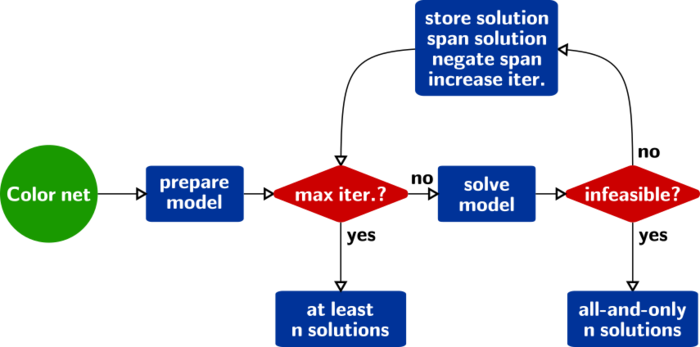 store solution
span solution
negate span
increase iter.
Color net
prepare
model
max iter.?
no
solve
model
infeasible?
no
yes
yes
at least
n solutions
all-and-only
n solutions